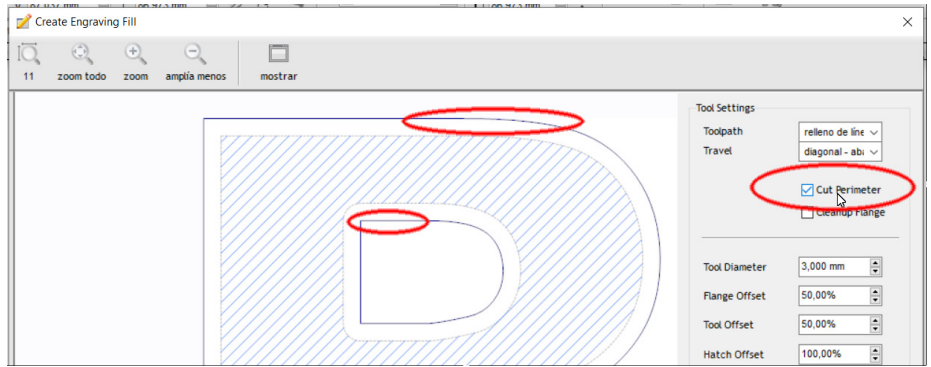 Create Engraving Fill
11 zoom todo zoom amplía menos mostrar
Tool Settings
Toolpath relleno de líne
Travel diagonal - aba
Cut Perimeter
Cleanup Flange
Tool Diameter 3,000 mm
Flange Offset 50,00%
Tool Offset 50,00%
Hatch Offset 100,00%